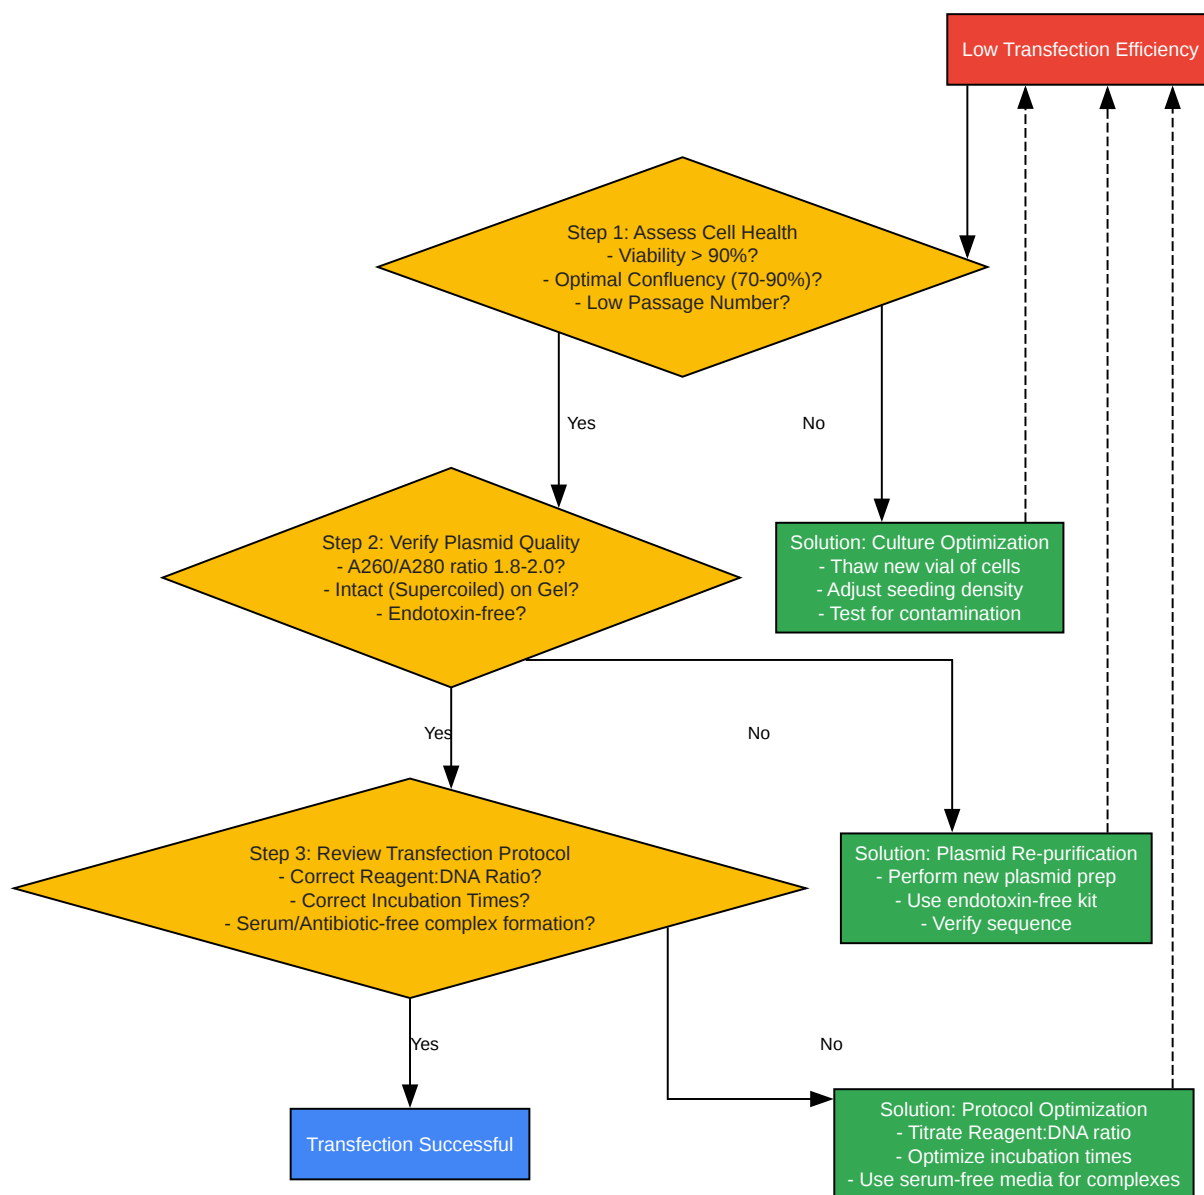 Low Transfection Efficiency
Step 1: Assess Cell Health
- Viability > 90%?
- Optimal Confluency (70-90%)?
- Low Passage Number?
Yes
No
Step 2: Verify Plasmid Quality
- A260/A280 ratio 1.8-2.0?
- Intact (Supercoiled) on Gel?
- Endotoxin-free?
Solution: Culture Optimization
- Thaw new vial of cells
- Adjust seeding density
- Test for contamination
Yes
No
Step 3: Review Transfection Protocol
- Correct Reagent:DNA Ratio?
- Correct Incubation Times?
- Serum/Antibiotic-free complex formation?
Solution: Plasmid Re-purification
- Perform new plasmid prep
- Use endotoxin-free kit
- Verify sequence
Yes
No
Transfection Successful
Solution: Protocol Optimization
- Titrate Reagent:DNA ratio
- Optimize incubation times
- Use serum-free media for complexes